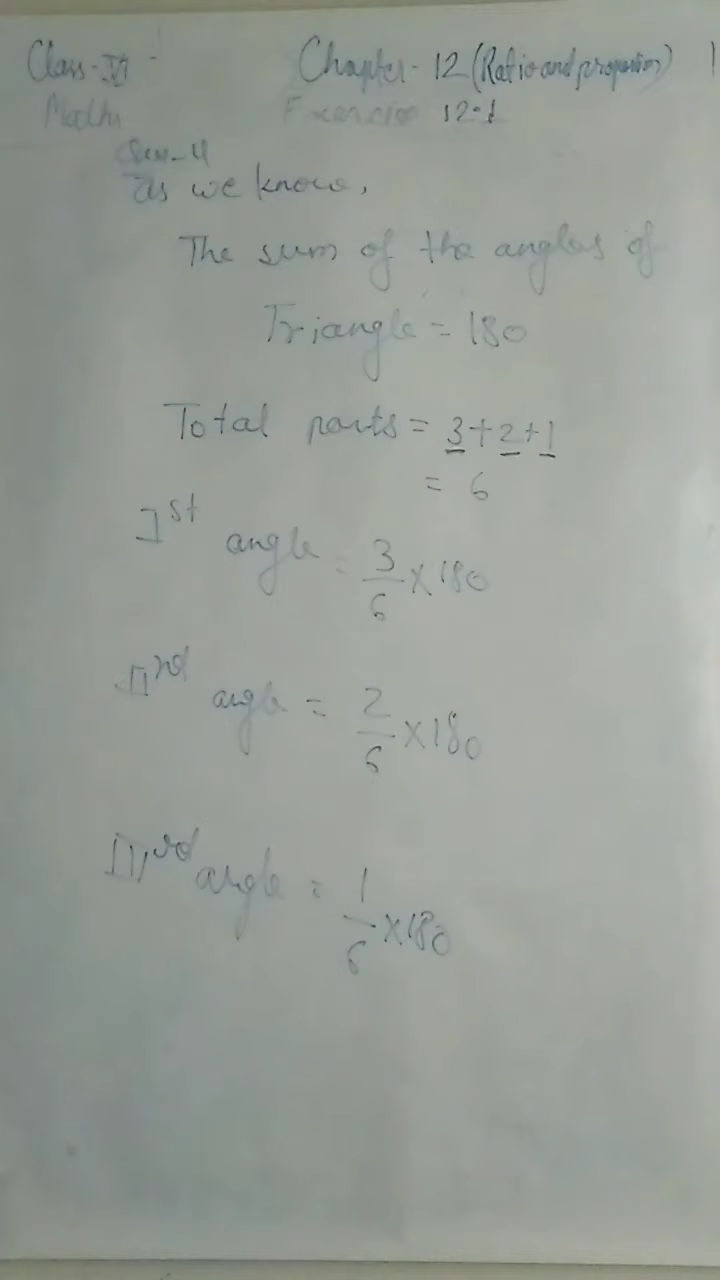 Class-VI Chapter-12 (Ratio and proportion) 1
Maths Exercise 12.1
Qus-4
As we know,
The sum of the angles of
Triangle = 180
Total parts = 3+2+1
= 6
Ist angle = 3/6 × 180
IInd angle = 2/6 × 180
IIIrd angle = 1/6 × 180